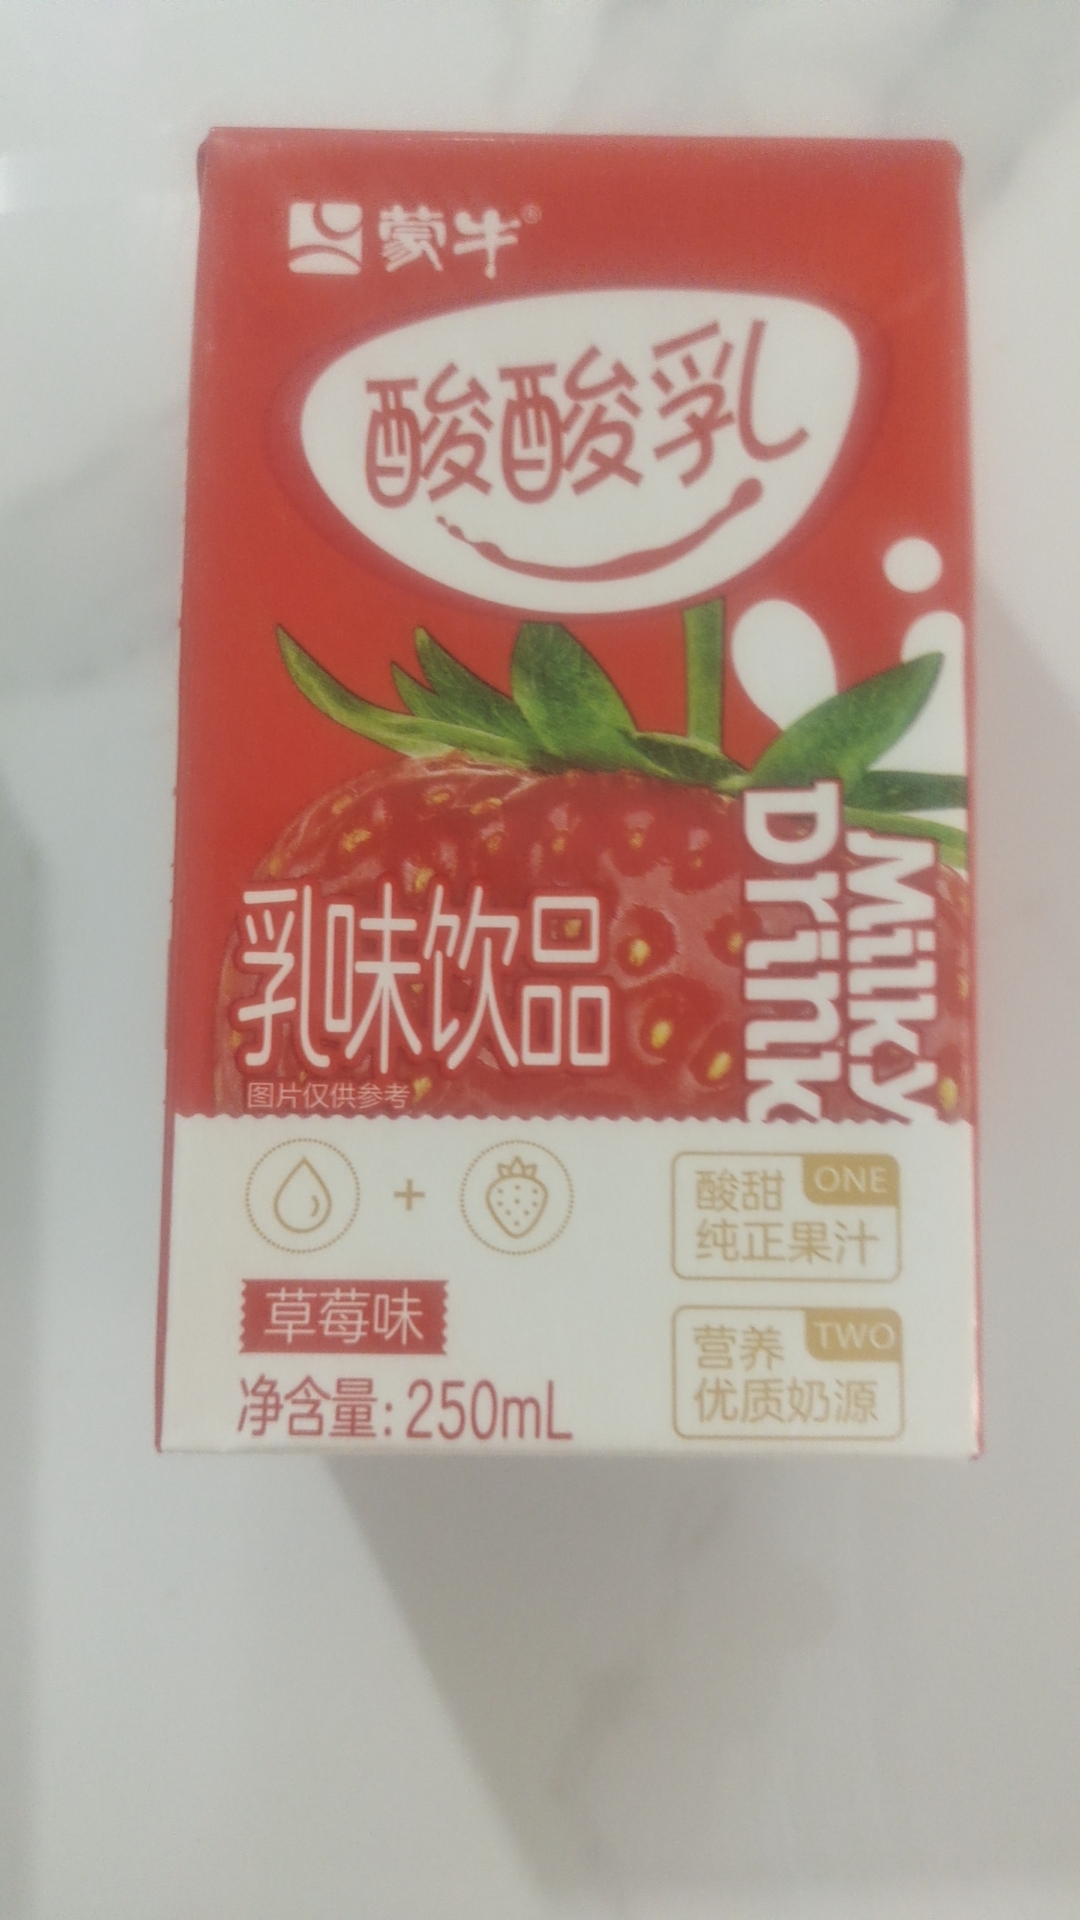 蒙牛®
酸酸乳
乳味饮品
Milky
Drink
图片仅供参考
+
草莓味
净含量:250mL
酸甜 ONE
纯正果汁
营养 TWO
优质奶源